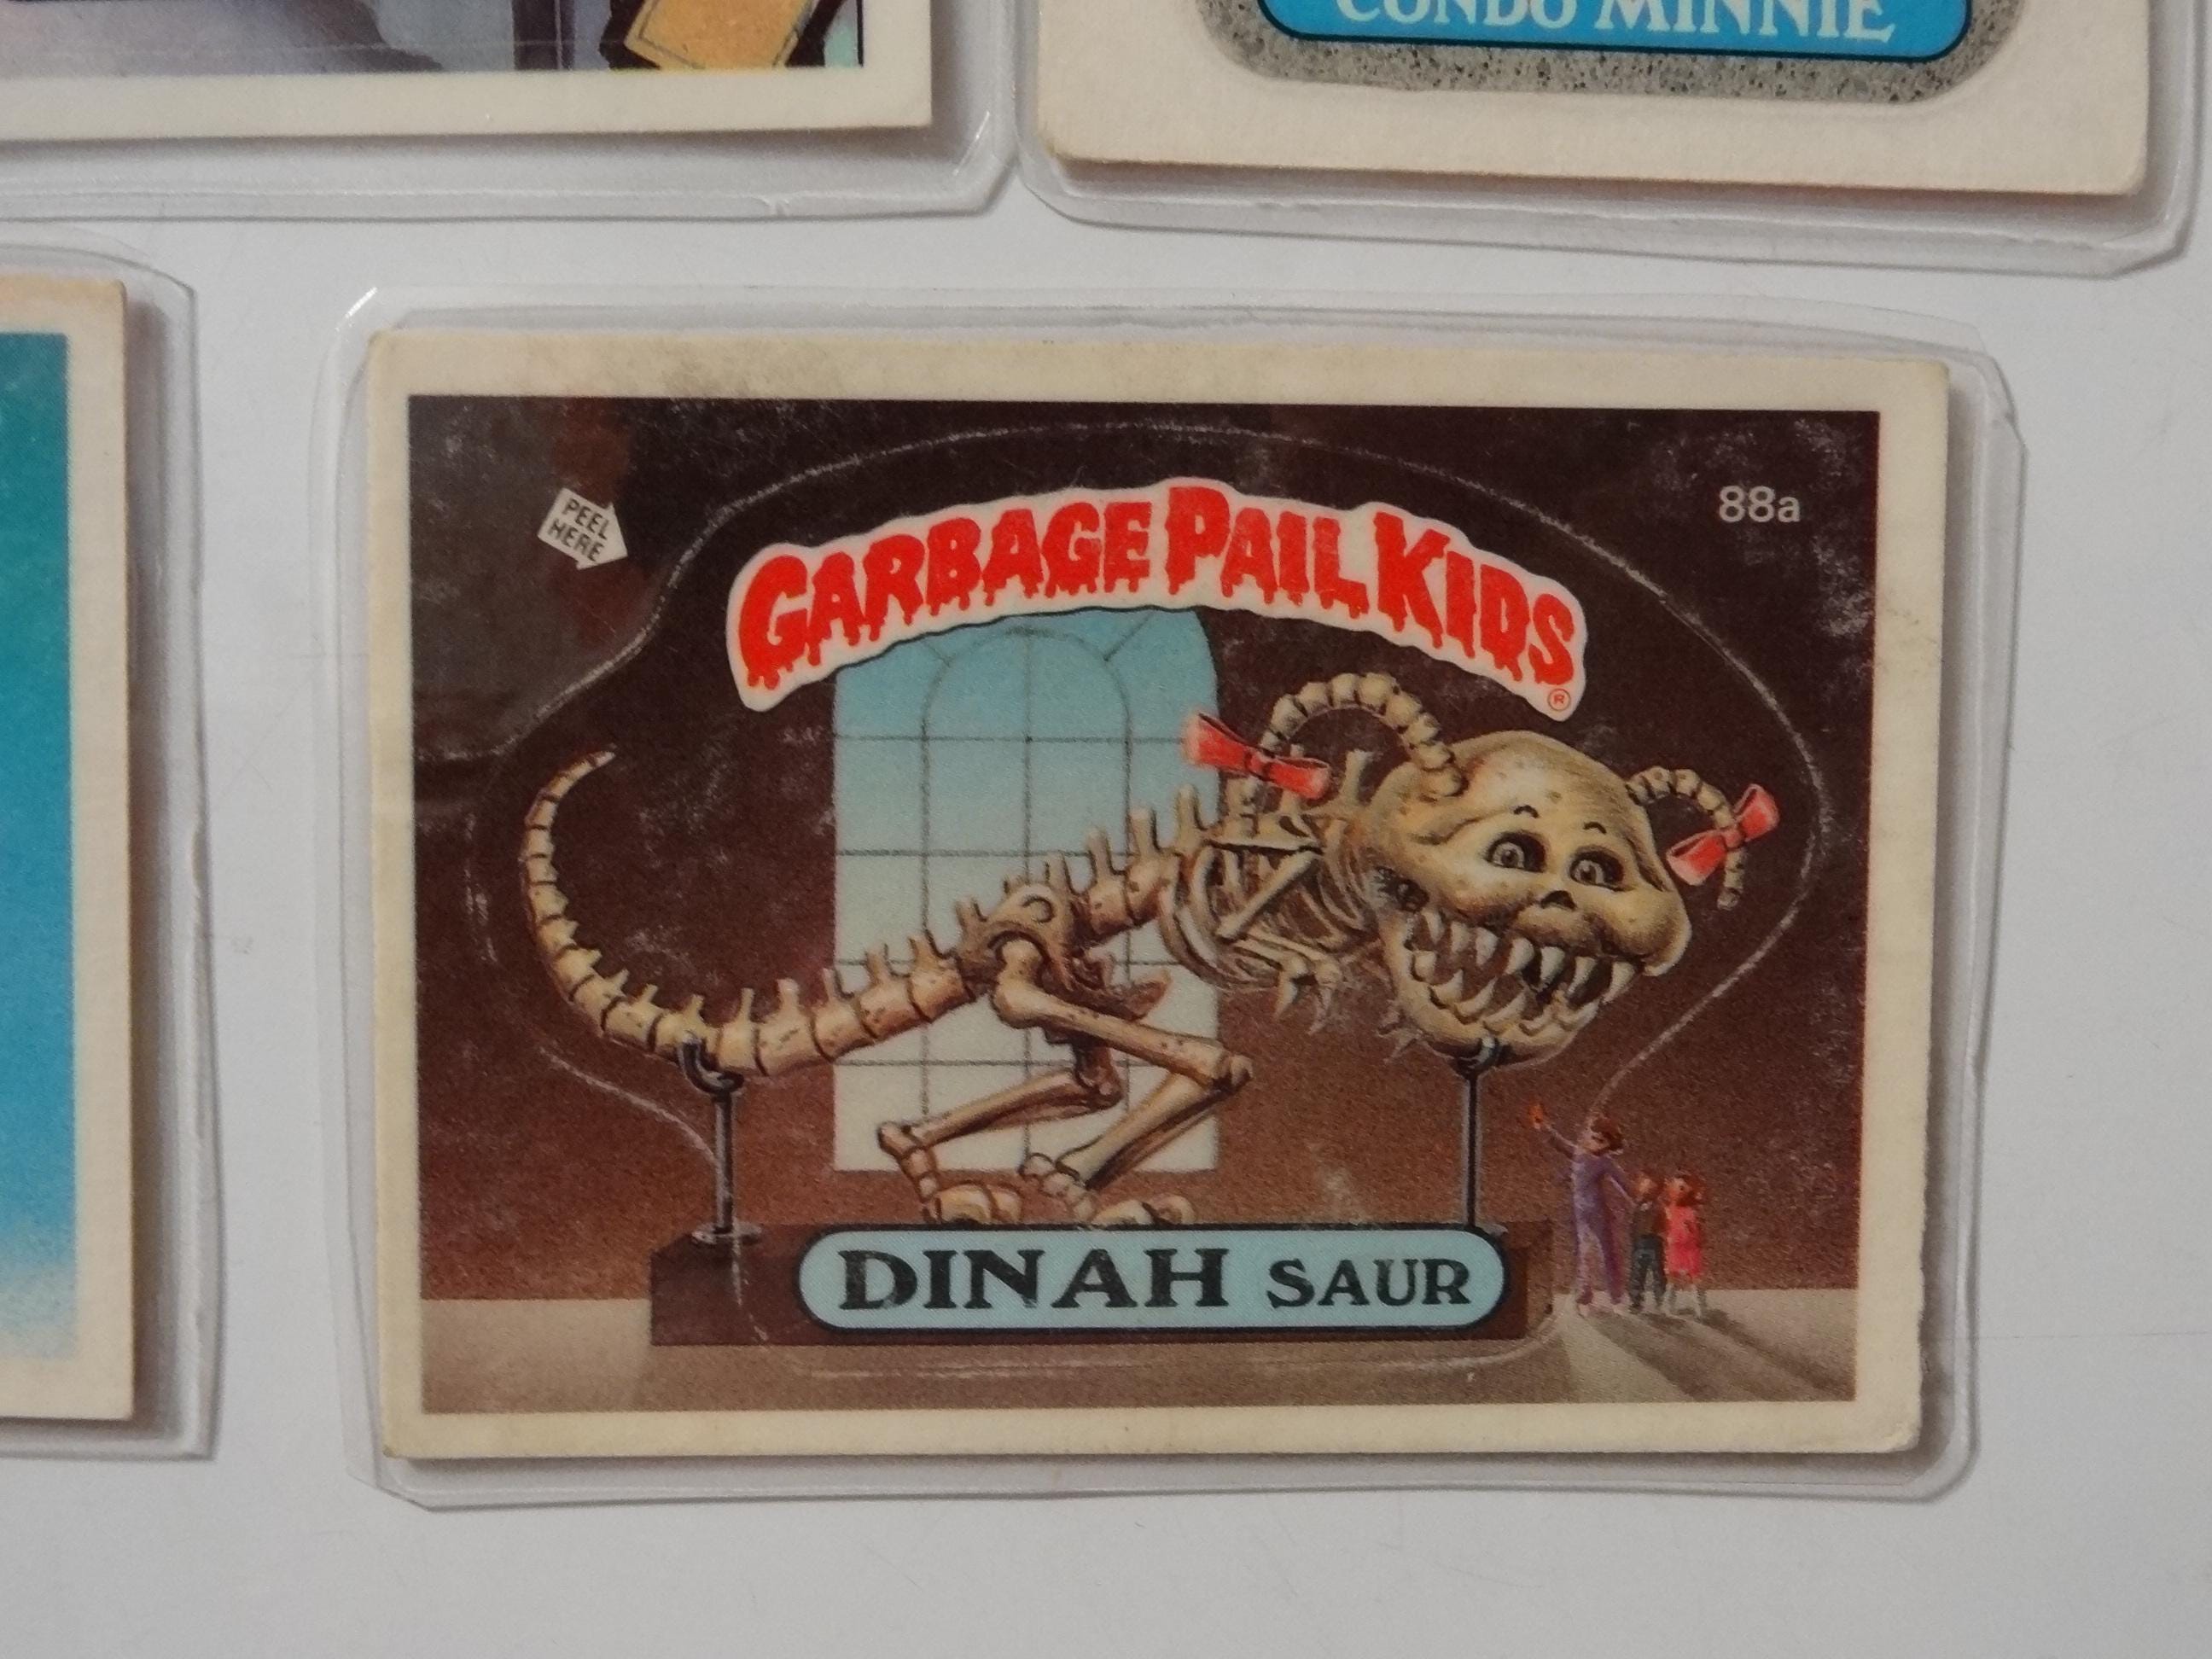 CONDO MINNIE
PEEL
HERE
88a
GARBAGE PAIL KIDS
®
DINAH SAUR